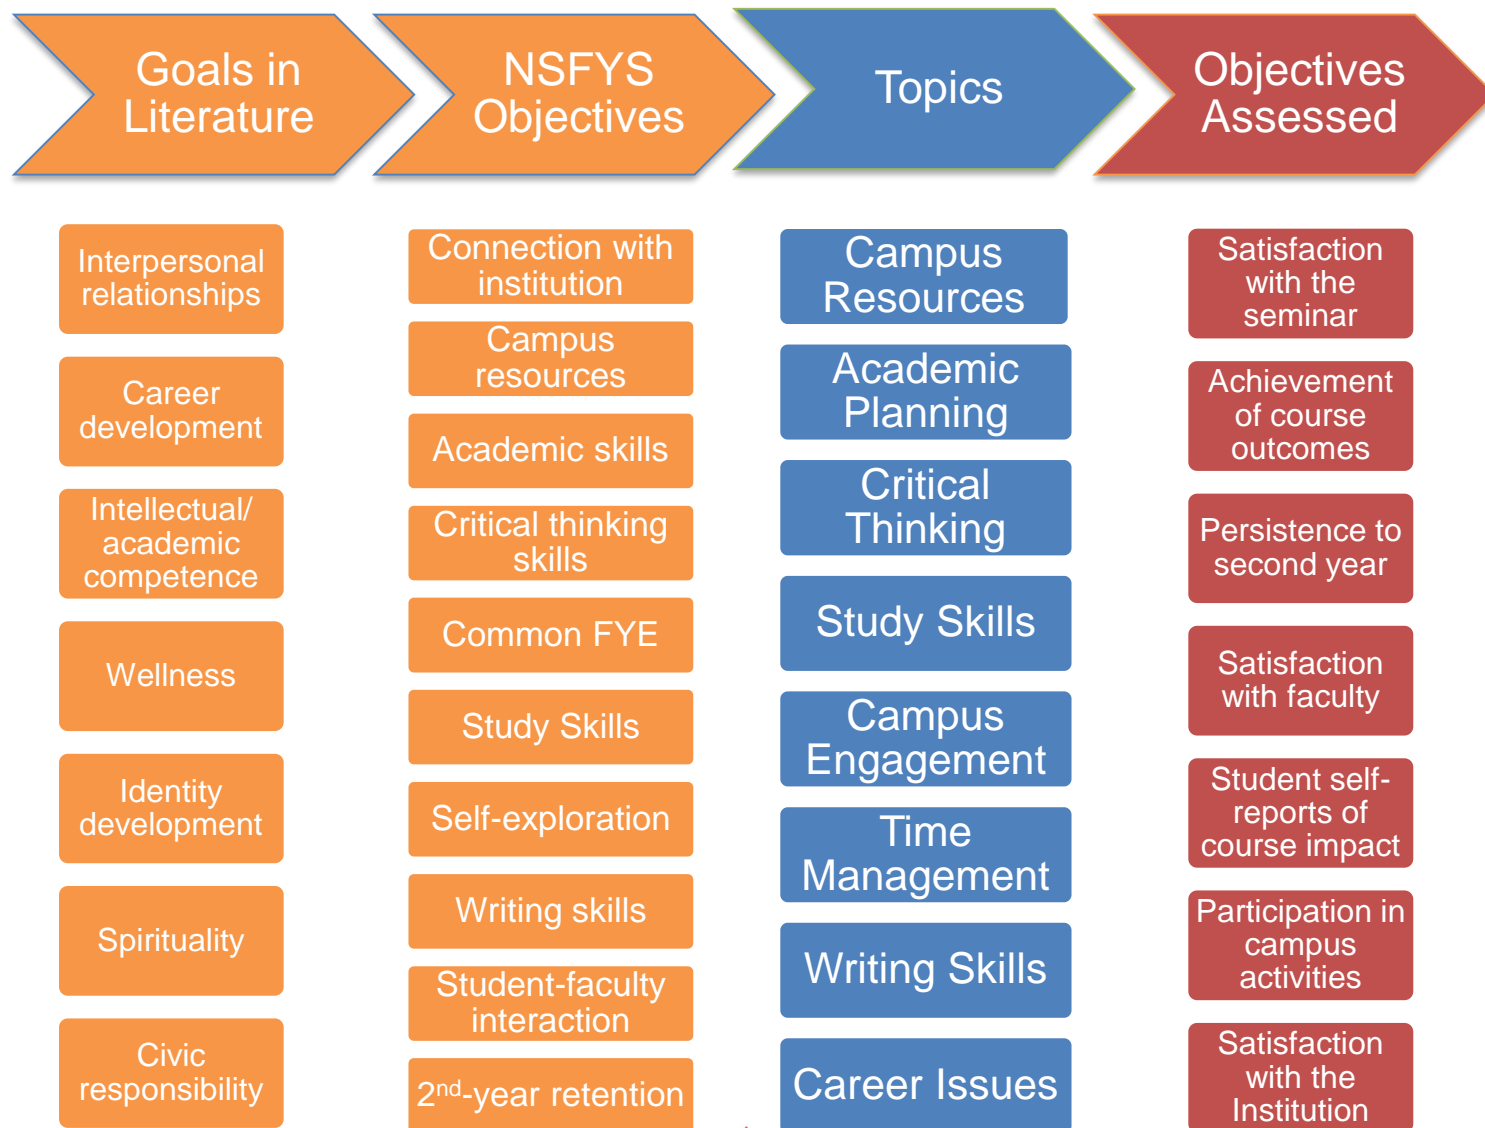 Goals in
Literature
NSFYS
Objectives
Topics
Objectives
Assessed
Interpersonal
relationships
Career
development
Intellectual/
academic
competence
Wellness
Identity
development
Spirituality
Civic
responsibility
Connection with
institution
Campus
resources
Academic skills
Critical thinking
skills
Common FYE
Study Skills
Self-exploration
Writing skills
Student-faculty
interaction
2nd-year retention
Campus
Resources
Academic
Planning
Critical
Thinking
Study Skills
Campus
Engagement
Time
Management
Writing Skills
Career Issues
Satisfaction
with the
seminar
Achievement
of course
outcomes
Persistence to
second year
Satisfaction
with faculty
Student self-
reports of
course impact
Participation in
campus
activities
Satisfaction
with the
Institution